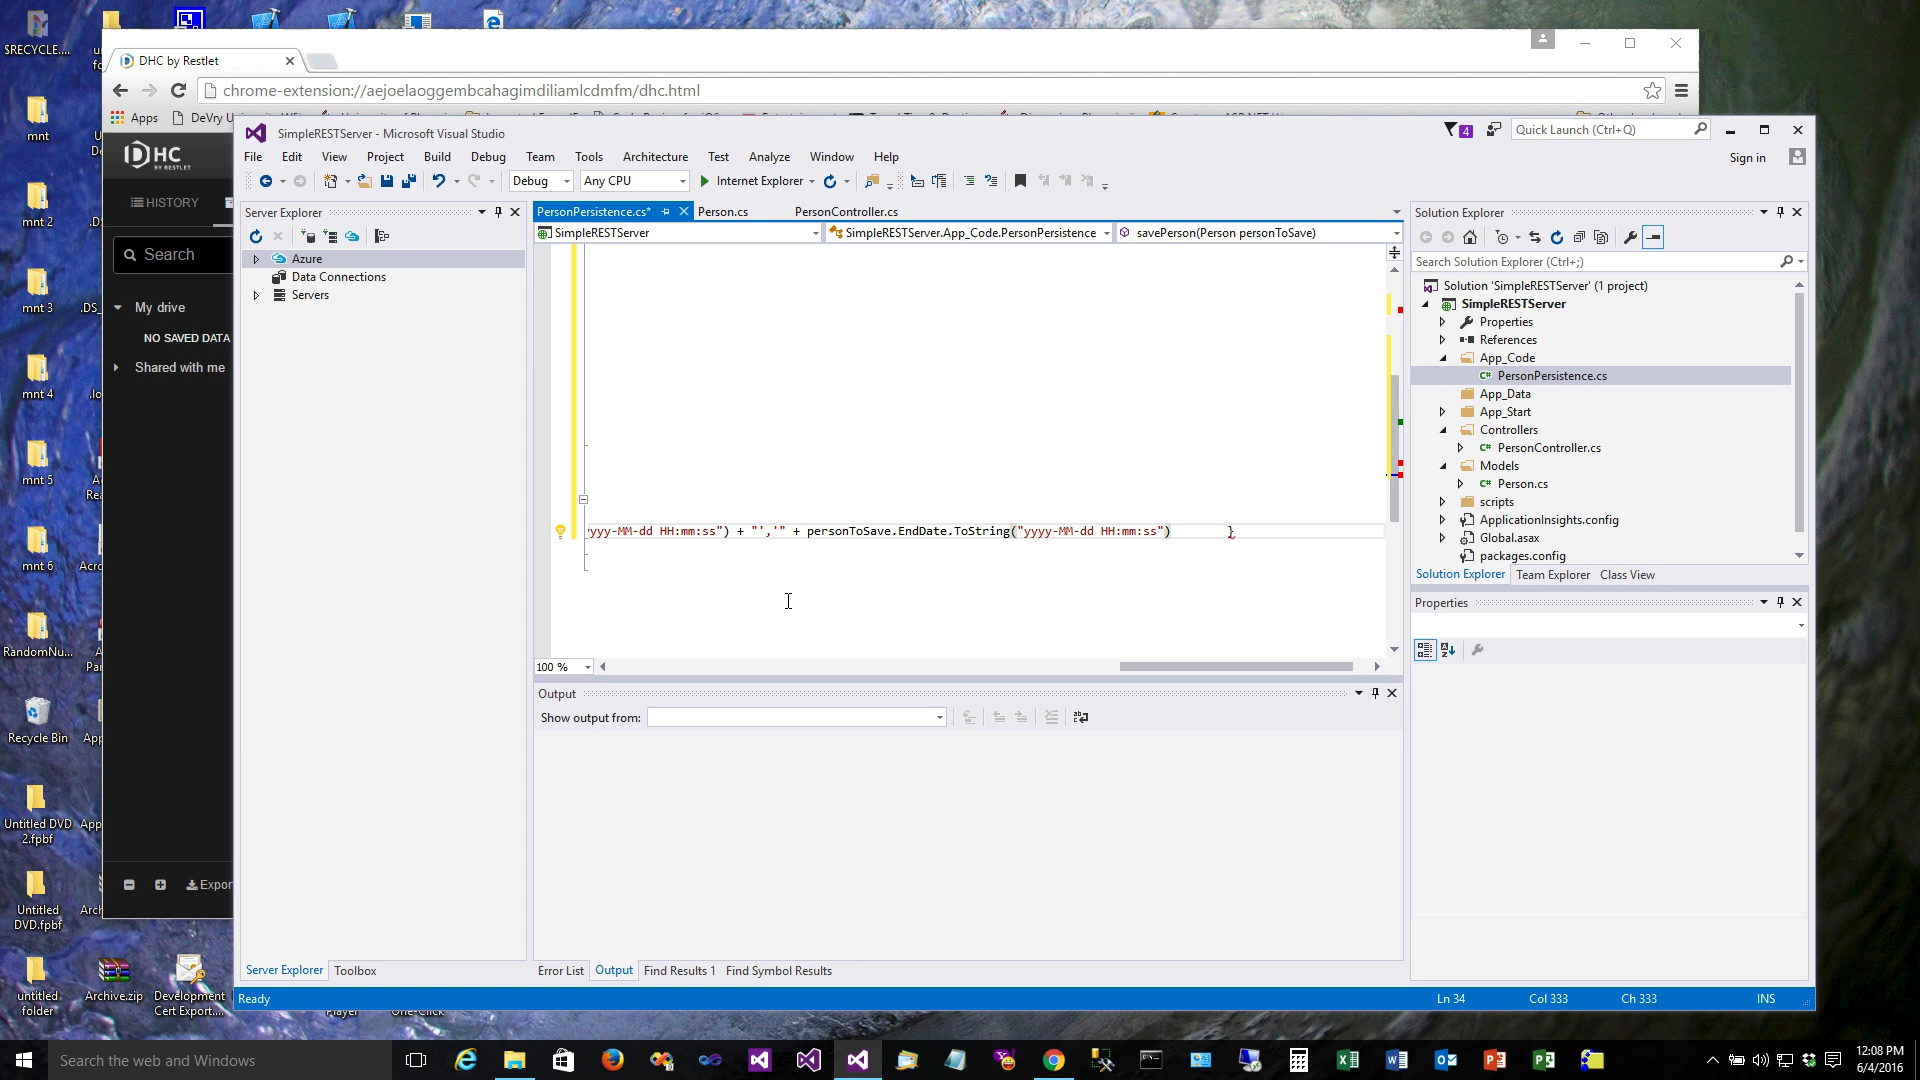 $RECYCLE....
DHC by Restlet
chrome-extension://aejoelaoggembcahagimdiliamlcdmfm/dhc.html
Apps
DeVry
SimpleRESTServer - Microsoft Visual Studio
4
Quick Launch (Ctrl+Q)
File Edit View Project Build Debug Team Tools Architecture Test Analyze Window Help
Sign in
Debug
Any CPU
Internet Explorer
DHC
BY RESTLET
HISTORY
Search
My drive
NO SAVED DATA
Shared with me
Expor
Server Explorer
Azure
Data Connections
Servers
Server Explorer Toolbox
PersonPersistence.cs* Person.cs PersonController.cs
SimpleRESTServer
SimpleRESTServer.App_Code.PersonPersistence
savePerson(Person personToSave)
yyy-MM-dd HH:mm:ss") + "','" + personToSave.EndDate.ToString("yyyy-MM-dd HH:mm:ss") }
100 %
Output
Show output from:
Error List Output Find Results 1 Find Symbol Results
Solution Explorer
Search Solution Explorer (Ctrl+;)
Solution 'SimpleRESTServer' (1 project)
SimpleRESTServer
Properties
References
App_Code
PersonPersistence.cs
App_Data
App_Start
Controllers
PersonController.cs
Models
Person.cs
scripts
ApplicationInsights.config
Global.asax
packages.config
Solution Explorer Team Explorer Class View
Properties
Ready
Ln 34
Col 333
Ch 333
INS
mnt
mnt 2
mnt 3
mnt 4
mnt 5
mnt 6
RandomNu...
Recycle Bin
Untitled DVD
2.fpbf
Untitled
DVD.fpbf
untitled
folder
Archive.zip
Development
Cert Export....
Player
One-Click
Search the web and Windows
12:08 PM
6/4/2016